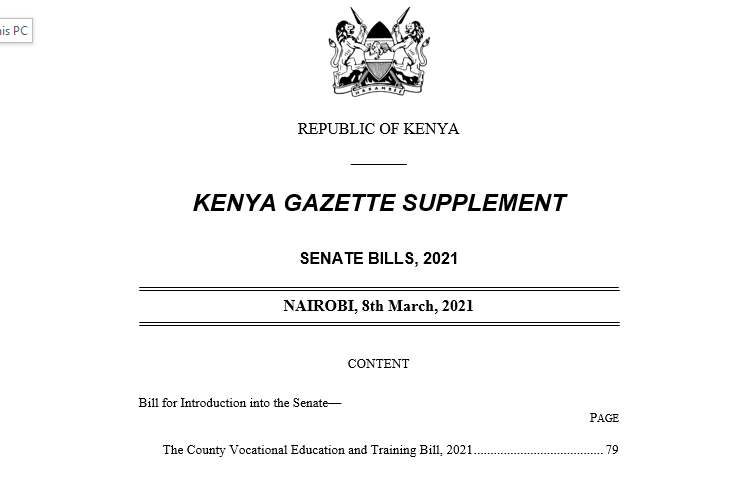 is PC
HARAMBEE
REPUBLIC OF KENYA
KENYA GAZETTE SUPPLEMENT
SENATE BILLS, 2021
NAIROBI, 8th March, 2021
CONTENT
Bill for Introduction into the Senate—
PAGE
The County Vocational Education and Training Bill, 2021....................................... 79